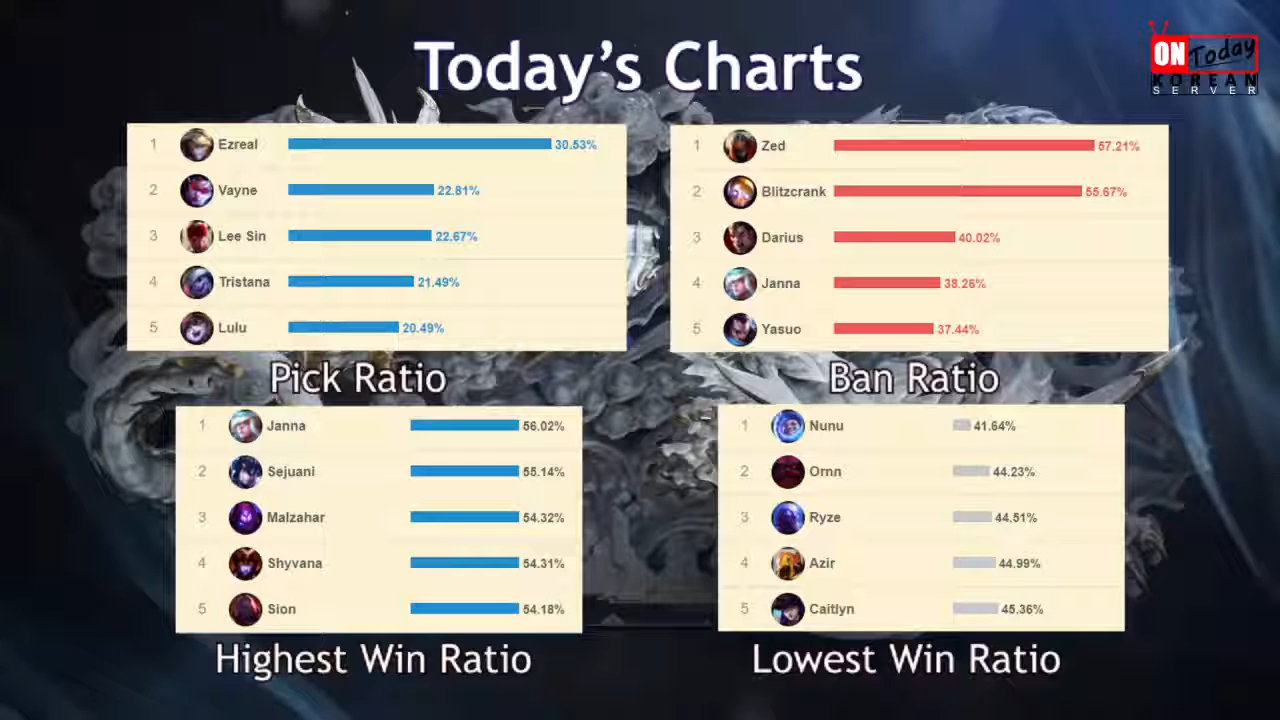 Today's Charts
ON Today
KOREAN
SERVER
1 Ezreal 30.53%
2 Vayne 22.81%
3 Lee Sin 22.67%
4 Tristana 21.49%
5 Lulu 20.49%
Pick Ratio
1 Zed 57.21%
2 Blitzcrank 55.67%
3 Darius 40.02%
4 Janna 38.26%
5 Yasuo 37.44%
Ban Ratio
1 Janna 56.02%
2 Sejuani 55.14%
3 Malzahar 54.32%
4 Shyvana 54.31%
5 Sion 54.18%
Highest Win Ratio
1 Nunu 41.64%
2 Ornn 44.23%
3 Ryze 44.51%
4 Azir 44.99%
5 Caitlyn 45.36%
Lowest Win Ratio